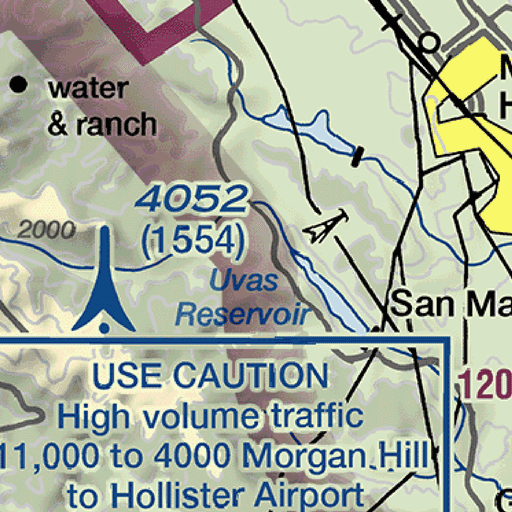 water
& ranch
4052
(1554)
2000
Uvas
Reservoir
San Ma
USE CAUTION
120
High volume traffic
11,000 to 4000 Morgan Hill
to Hollister Airport